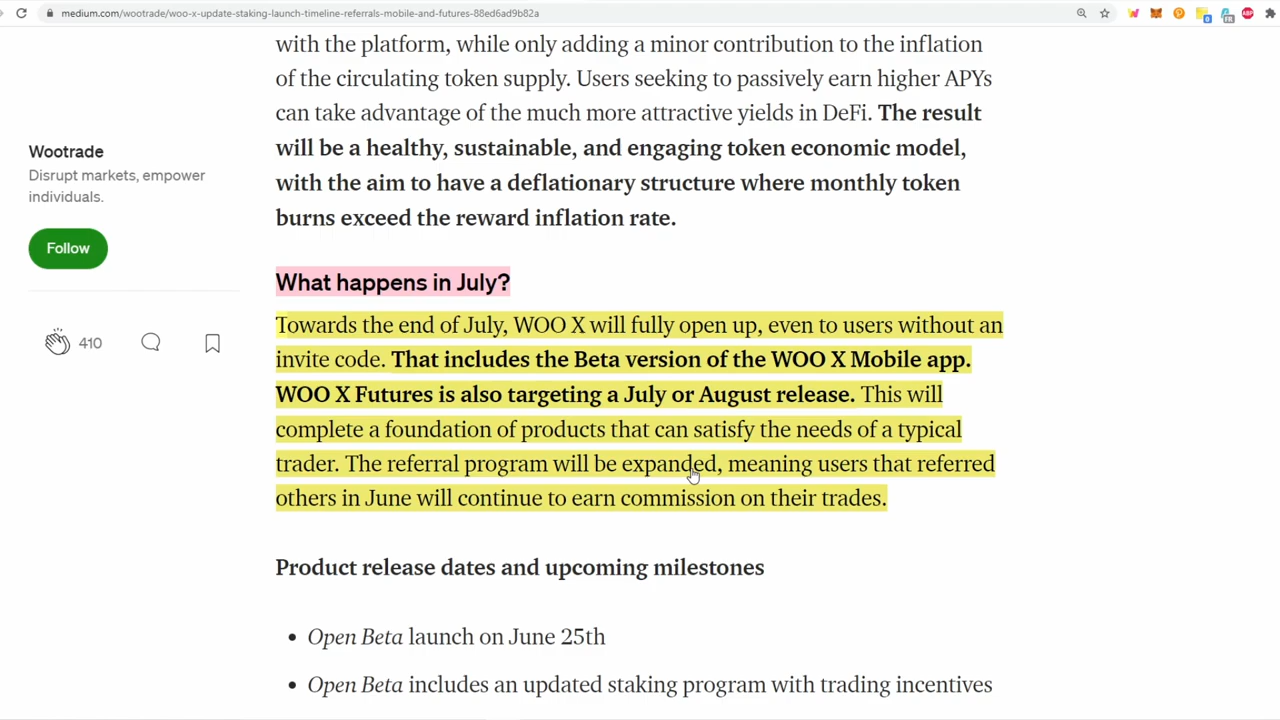 medium.com/wootrade/woo-x-update-staking-launch-timeline-referrals-mobile-and-futures-88ed6ad9b82a
with the platform, while only adding a minor contribution to the inflation
of the circulating token supply. Users seeking to passively earn higher APYs
can take advantage of the much more attractive yields in DeFi. The result
will be a healthy, sustainable, and engaging token economic model,
with the aim to have a deflationary structure where monthly token
burns exceed the reward inflation rate.
Wootrade
Disrupt markets, empower
individuals.
Follow
410
What happens in July?
Towards the end of July, WOO X will fully open up, even to users without an
invite code. That includes the Beta version of the WOO X Mobile app.
WOO X Futures is also targeting a July or August release. This will
complete a foundation of products that can satisfy the needs of a typical
trader. The referral program will be expanded, meaning users that referred
others in June will continue to earn commission on their trades.
Product release dates and upcoming milestones
• Open Beta launch on June 25th
• Open Beta includes an updated staking program with trading incentives